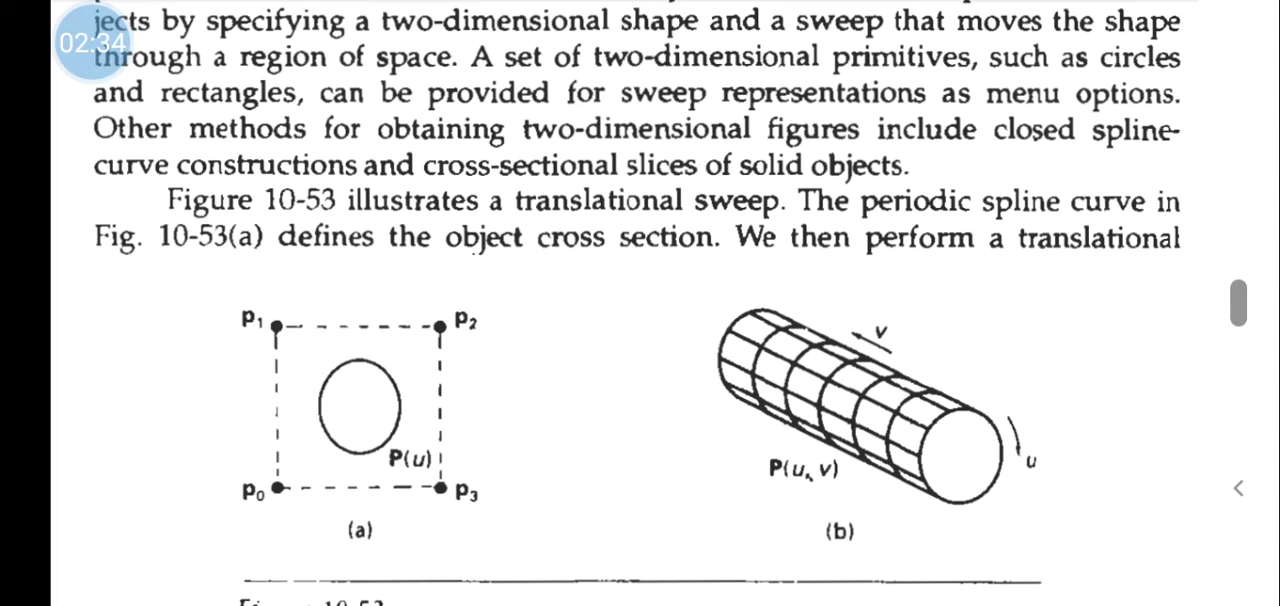 jects by specifying a two-dimensional shape and a sweep that moves the shape
02:34
through a region of space. A set of two-dimensional primitives, such as circles
and rectangles, can be provided for sweep representations as menu options.
Other methods for obtaining two-dimensional figures include closed spline-
curve constructions and cross-sectional slices of solid objects.
Figure 10-53 illustrates a translational sweep. The periodic spline curve in
Fig. 10-53(a) defines the object cross section. We then perform a translational
P₁ P₂
P(u)
P₀ P₃
(a)
v
u
P(u, v)
(b)